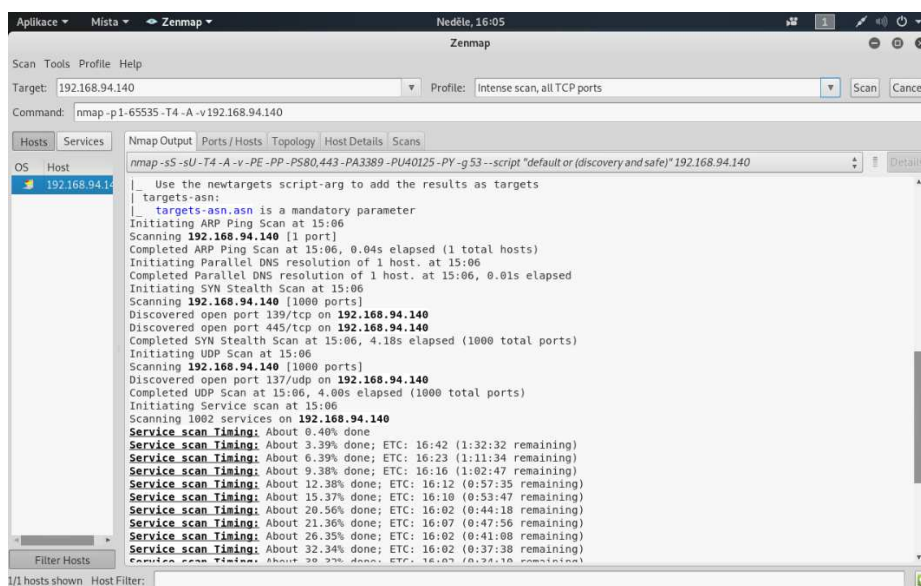 Aplikace Místa Zenmap Neděle, 16:05 1
Zenmap
Scan Tools Profile Help
Target: 192.168.94.140 Profile: Intense scan, all TCP ports Scan Cance
Command: nmap -p 1-65535 -T4 -A -v 192.168.94.140
Hosts Services Nmap Output Ports / Hosts Topology Host Details Scans
nmap -sS -sU -T4 -A -v -PE -PP -PS80,443 -PA3389 -PU40125 -PY -g 53 --script "default or (discovery and safe)" 192.168.94.140 Detail
OS Host
192.168.94.14
|_ Use the newtargets script-arg to add the results as targets
| targets-asn:
|_ targets-asn.asn is a mandatory parameter
Initiating ARP Ping Scan at 15:06
Scanning 192.168.94.140 [1 port]
Completed ARP Ping Scan at 15:06, 0.04s elapsed (1 total hosts)
Initiating Parallel DNS resolution of 1 host. at 15:06
Completed Parallel DNS resolution of 1 host. at 15:06, 0.01s elapsed
Initiating SYN Stealth Scan at 15:06
Scanning 192.168.94.140 [1000 ports]
Discovered open port 139/tcp on 192.168.94.140
Discovered open port 445/tcp on 192.168.94.140
Completed SYN Stealth Scan at 15:06, 4.18s elapsed (1000 total ports)
Initiating UDP Scan at 15:06
Scanning 192.168.94.140 [1000 ports]
Discovered open port 137/udp on 192.168.94.140
Completed UDP Scan at 15:06, 4.00s elapsed (1000 total ports)
Initiating Service scan at 15:06
Scanning 1002 services on 192.168.94.140
Service scan Timing: About 0.40% done
Service scan Timing: About 3.39% done; ETC: 16:42 (1:32:32 remaining)
Service scan Timing: About 6.39% done; ETC: 16:23 (1:11:34 remaining)
Service scan Timing: About 9.38% done; ETC: 16:16 (1:02:47 remaining)
Service scan Timing: About 12.38% done; ETC: 16:12 (0:57:35 remaining)
Service scan Timing: About 15.37% done; ETC: 16:10 (0:53:47 remaining)
Service scan Timing: About 20.56% done; ETC: 16:02 (0:44:18 remaining)
Service scan Timing: About 21.36% done; ETC: 16:07 (0:47:56 remaining)
Service scan Timing: About 26.35% done; ETC: 16:02 (0:41:08 remaining)
Service scan Timing: About 32.34% done; ETC: 16:02 (0:37:38 remaining)
Service scan Timing: About 38.32% done; ETC: 16:02 (0:34:10 remaining)
Filter Hosts
1/1 hosts shown Host Filter: